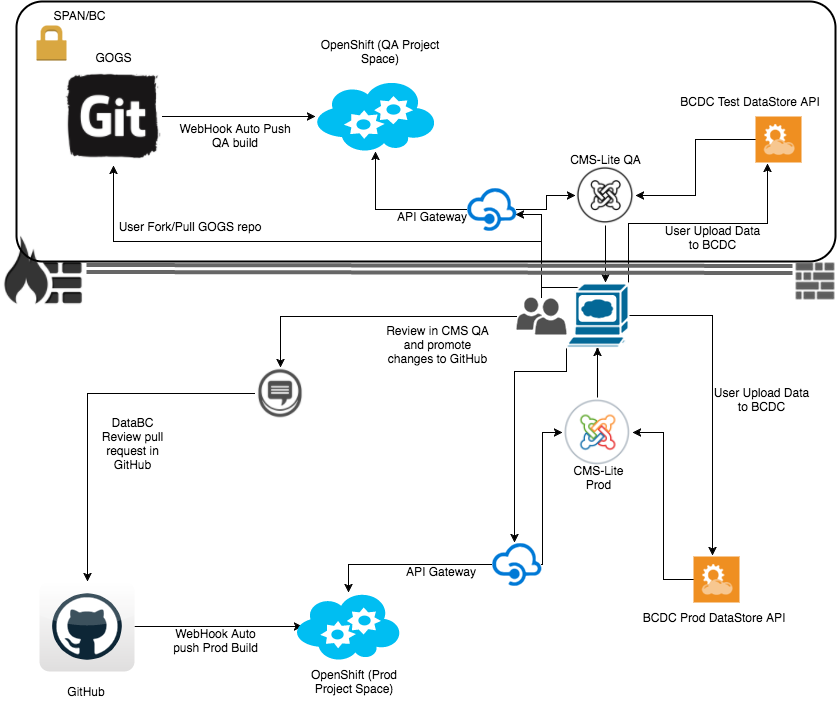 SPAN/BC
GOGS
Git
WebHook Auto Push
QA build
OpenShift (QA Project
Space)
BCDC Test DataStore API
CMS-Lite QA
API Gateway
User Fork/Pull GOGS repo
User Upload Data
to BCDC
Review in CMS QA
and promote
changes to GitHub
DataBC
Review pull
request in
GitHub
User Upload Data
to BCDC
CMS-Lite
Prod
API Gateway
BCDC Prod DataStore API
WebHook Auto
push Prod Build
OpenShift (Prod
Project Space)
GitHub